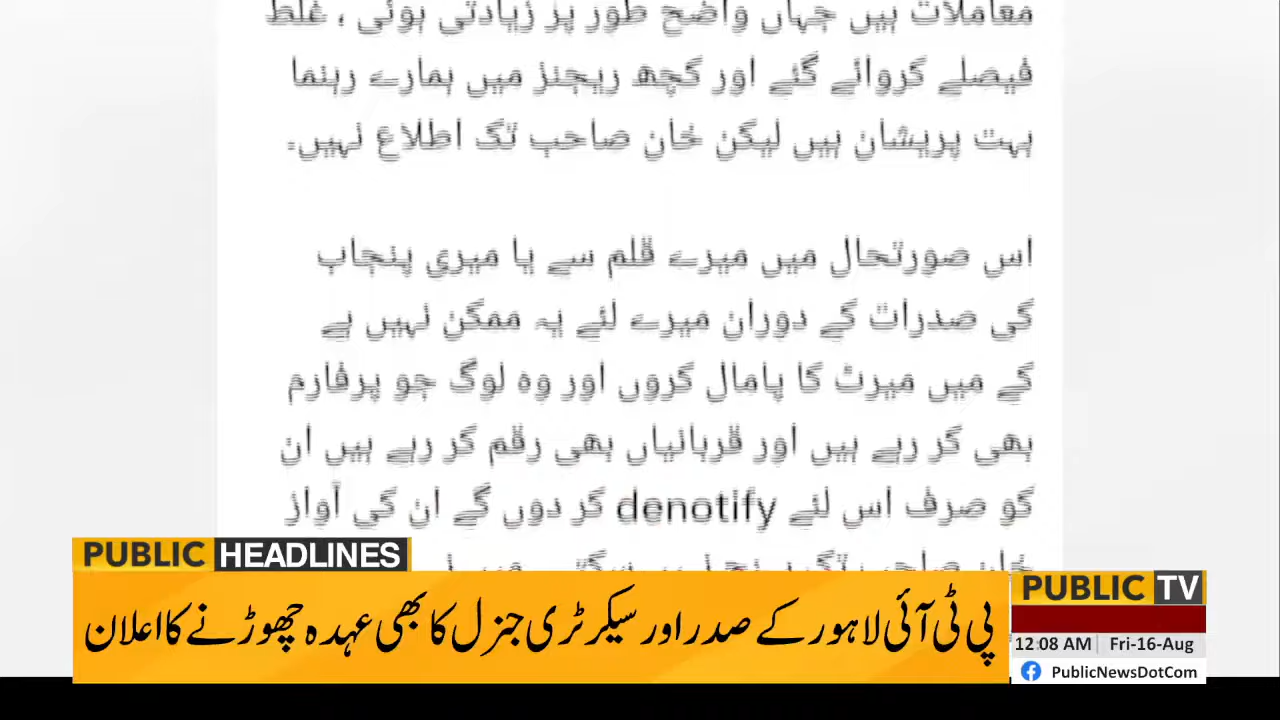 معاملات ہیں جہاں واضح طور پر زیادتی ہوئی ، غلط
فیصلے کروائے گئے اور کچھ ریجنز میں ہمارے رہنما
بہت پریشان ہیں لیکن خان صاحب تک اطلاع نہیں۔
اس صورتحال میں میرے قلم سے یا میری پنجاب
کی صدرات کے دوران میرے لئے یہ ممکن نہیں ہے
کے میں میرٹ کا پامال کروں اور وہ لوگ جو پرفارم
بھی کر رہے ہیں اور قربانیاں بھی رقم کر رہے ہیں ان
کو صرف اس لئے denotify کر دوں گے ان کی آواز
PUBLIC HEADLINES
پی ٹی آئی لاہور کے صدر اور سیکرٹری جنرل کا بھی عہدہ چھوڑنے کا اعلان
PUBLIC TV
12:08 AM Fri-16-Aug
PublicNewsDotCom